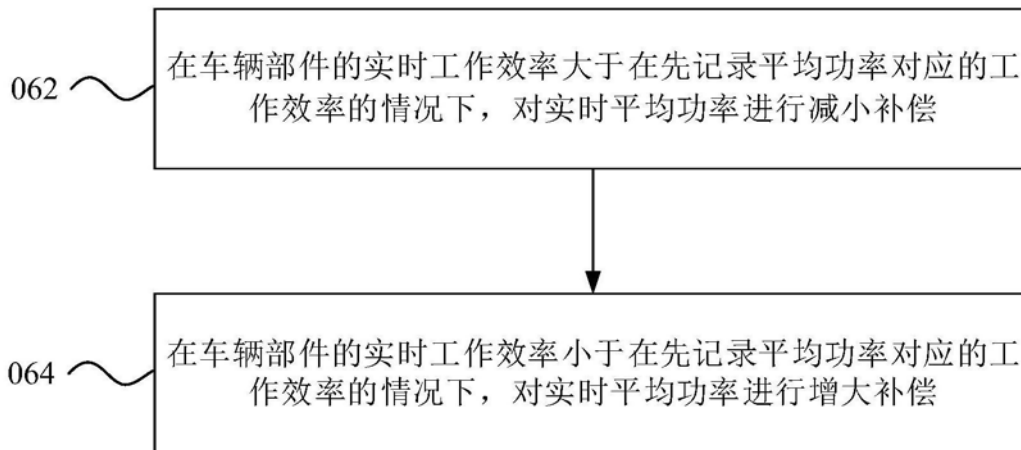 062
在车辆部件的实时工作效率大于在先记录平均功率对应的工
作效率的情况下，对实时平均功率进行减小补偿
064
在车辆部件的实时工作效率小于在先记录平均功率对应的工
作效率的情况下，对实时平均功率进行增大补偿